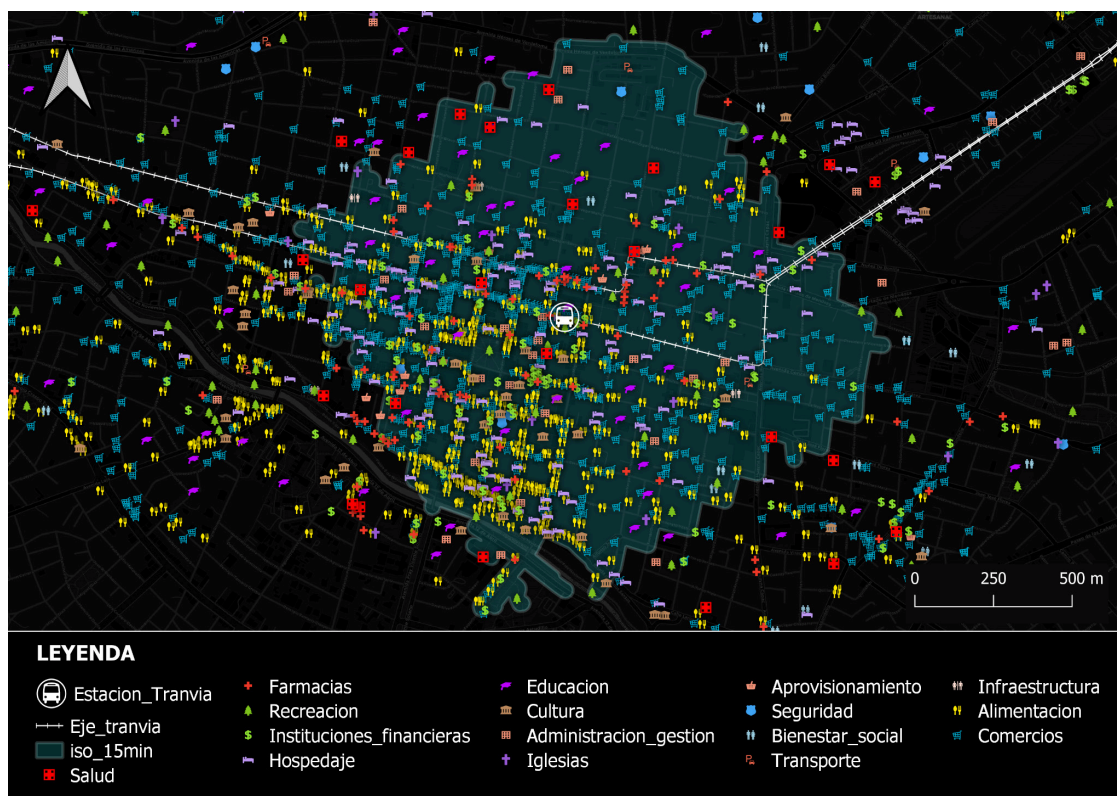 ARTESANAL
0 250 500 m
LEYENDA
Estacion_Tranvia
Eje_tranvia
iso_15min
Salud
Farmacias
Recreacion
Instituciones_financieras
Hospedaje
Educacion
Cultura
Administracion_gestion
Iglesias
Aprovisionamiento
Seguridad
Bienestar_social
Transporte
Infraestructura
Alimentacion
Comercios